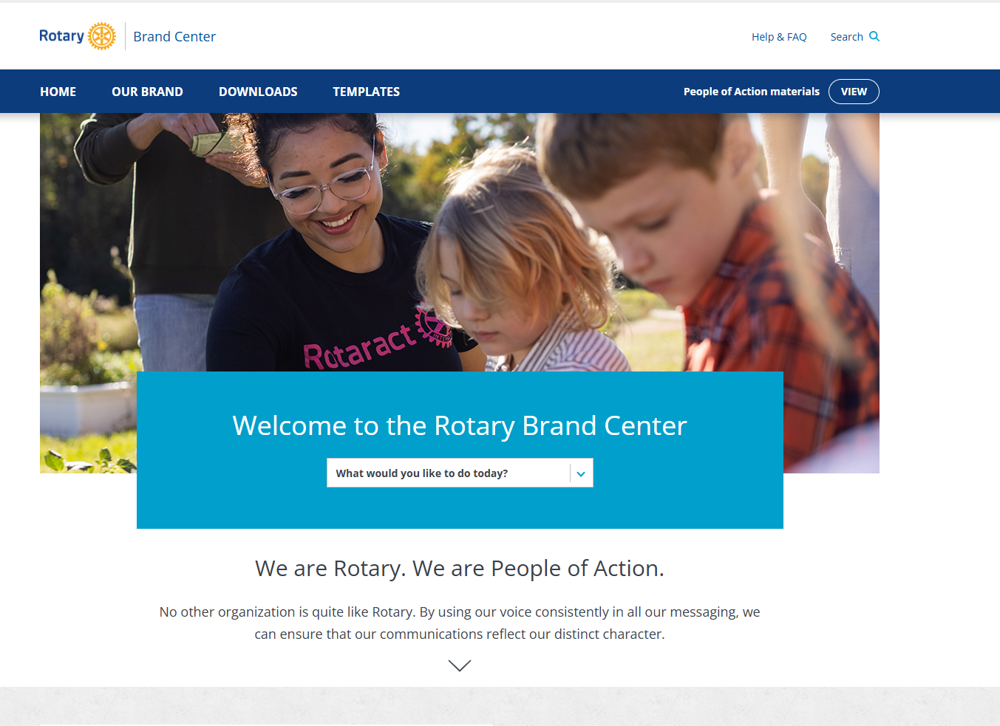 Rotary
Brand Center
Help & FAQ
Search
HOME
OUR BRAND
DOWNLOADS
TEMPLATES
People of Action materials
VIEW
Rotaract
Welcome to the Rotary Brand Center
What would you like to do today?
We are Rotary. We are People of Action.
No other organization is quite like Rotary. By using our voice consistently in all our messaging, we
can ensure that our communications reflect our distinct character.